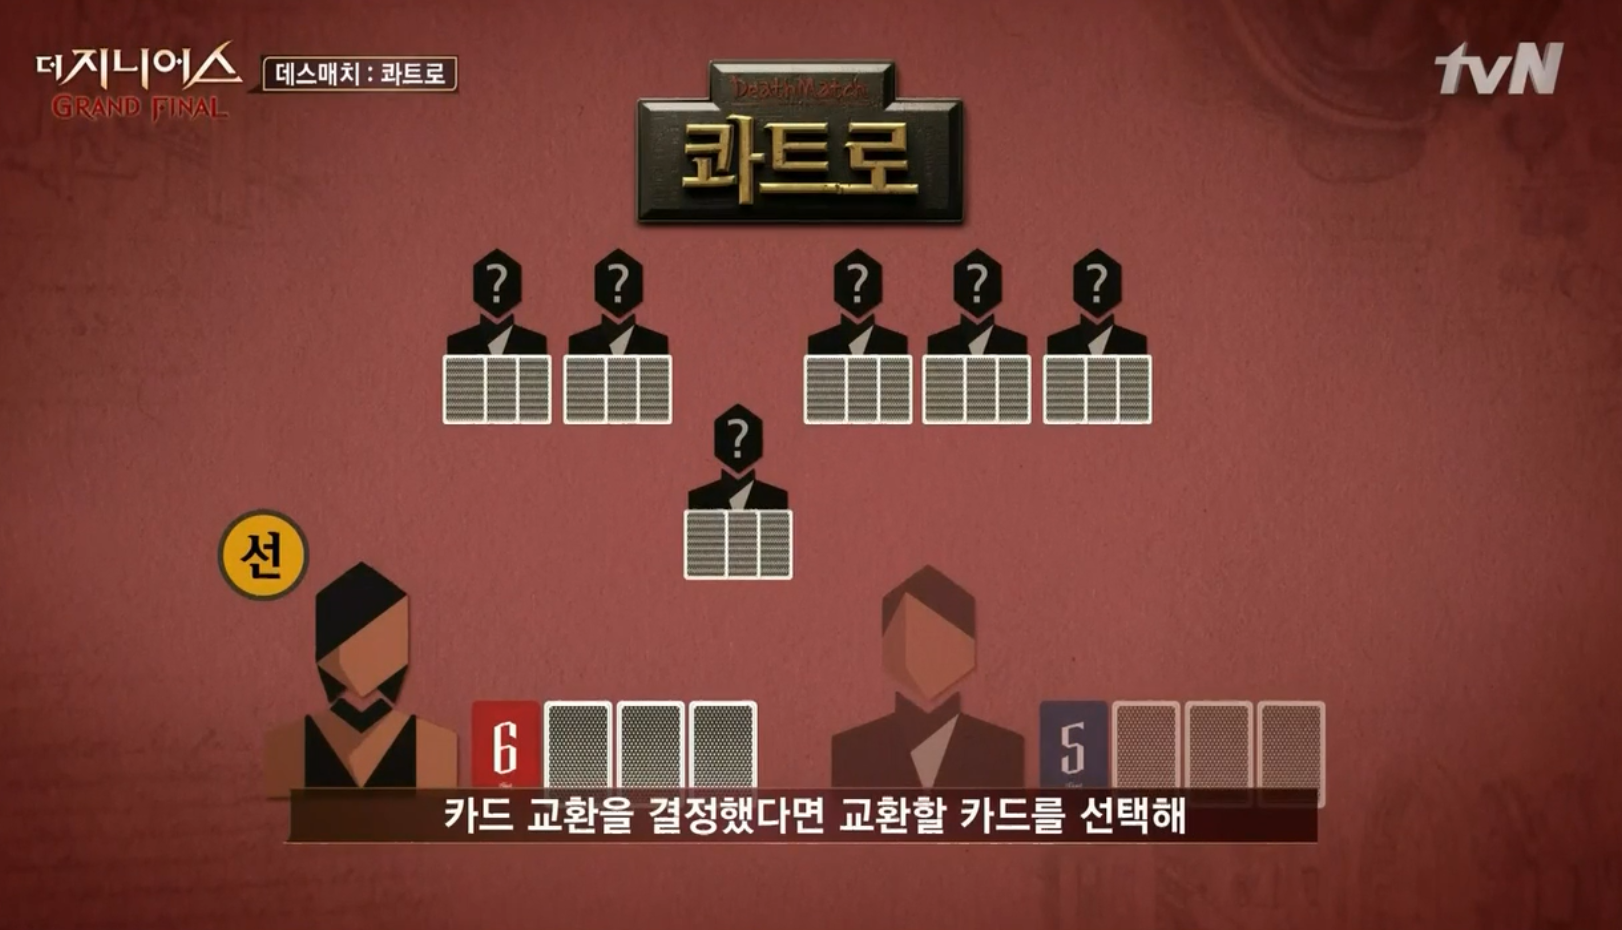 더 지니어스
GRAND FINAL
데스매치 : 콰트로
tvN
DeathMatch
콰트로
?
?
?
?
?
?
선
6
5
카드 교환을 결정했다면 교환할 카드를 선택해